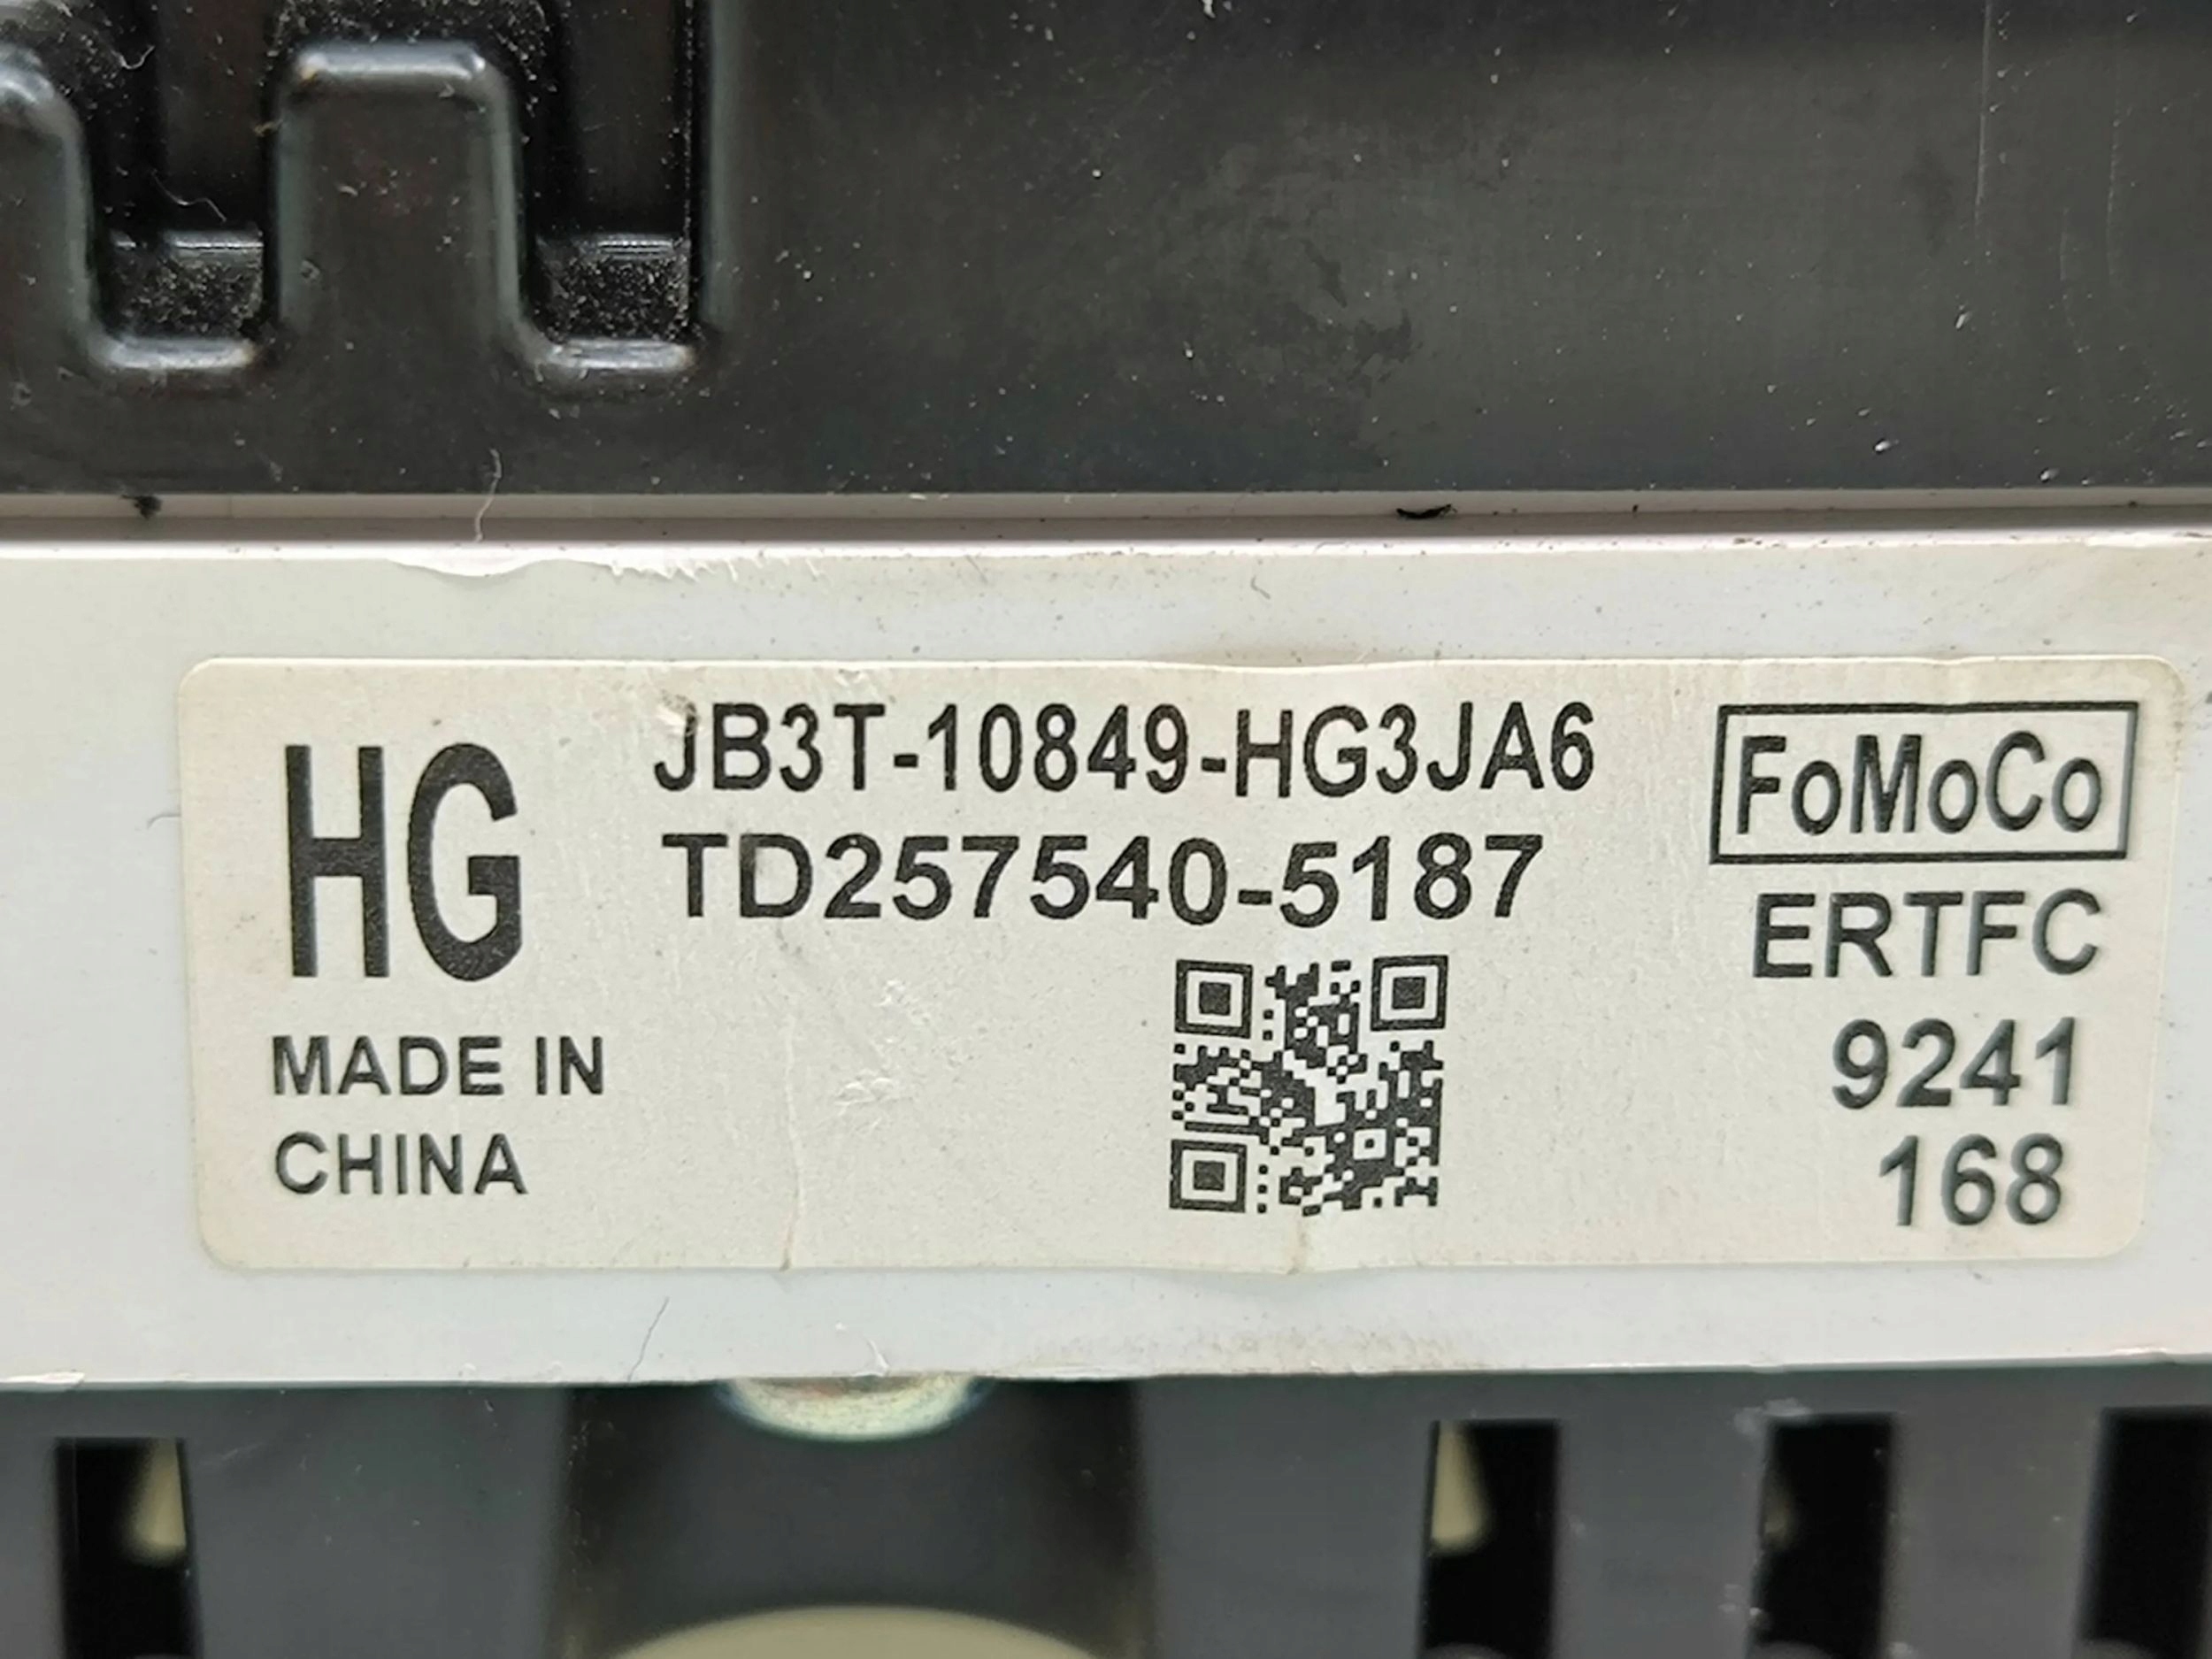 HG
MADE IN
CHINA
JB3T-10849-HG3JA6
TD257540-5187
FoMoCo
ERTFC
9241
168